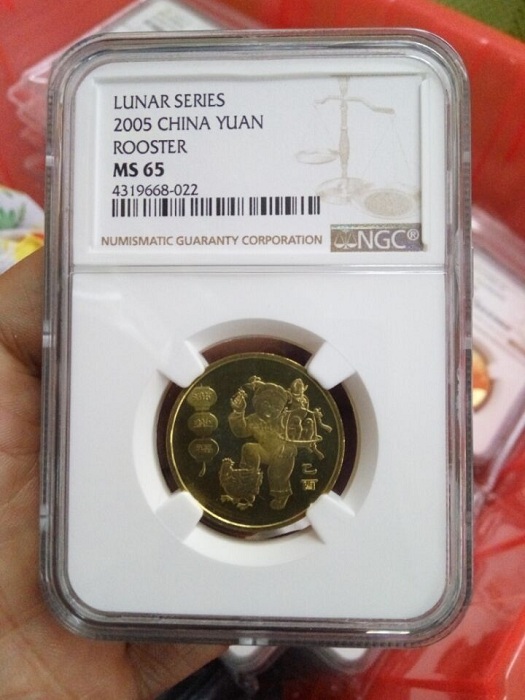 LUNAR SERIES
2005 CHINA YUAN
ROOSTER
MS 65
4319668-022
NUMISMATIC GUARANTY CORPORATION
NGC®
乙
酉